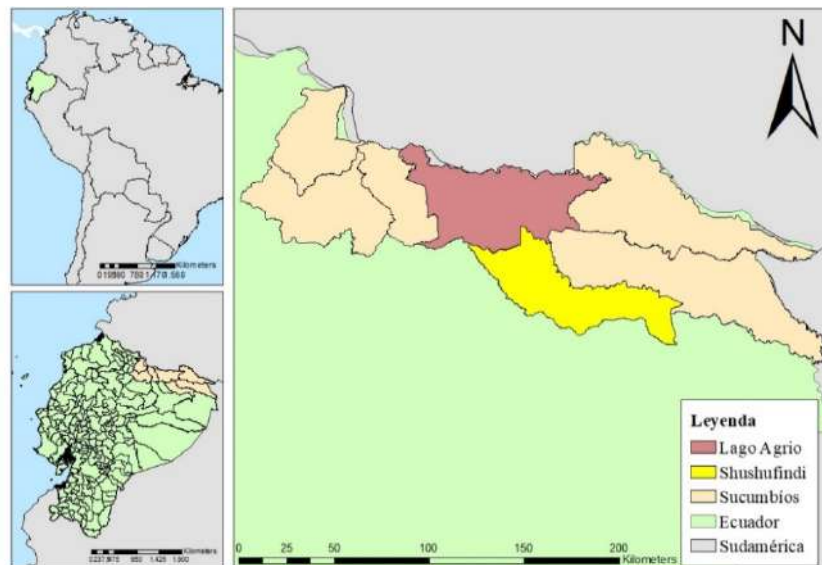 Kilometers
N
Kilometers
Leyenda
Lago Agrio
Shushufindi
Sucumbíos
Ecuador
Sudamérica
0 25 50 100 150 200
Kilometers